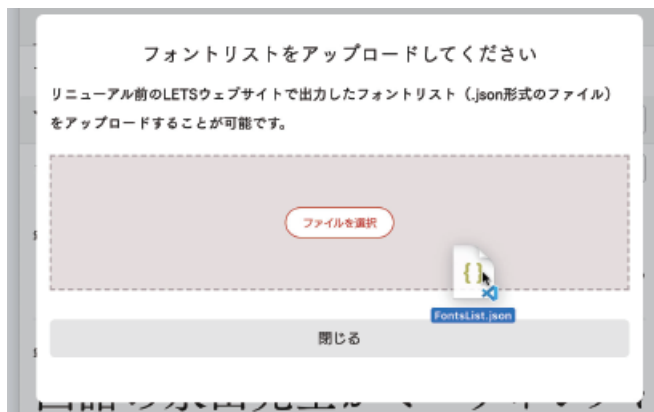 フォントリストをアップロードしてください
リニューアル前のLETSウェブサイトで出力したフォントリスト（.json形式のファイル）
をアップロードすることが可能です。
ファイルを選択
{ }
FontsList.json
閉じる